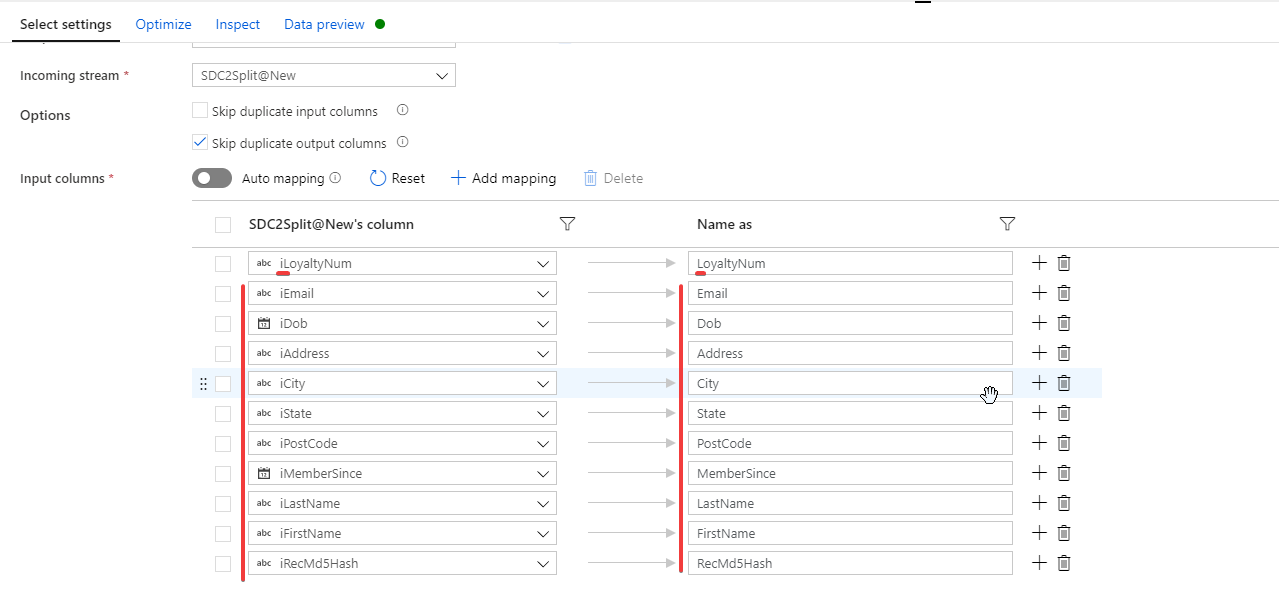 Select settings Optimize Inspect Data preview
Incoming stream * SDC2Split@New
Options Skip duplicate input columns
Skip duplicate output columns
Input columns * Auto mapping Reset Add mapping Delete
SDC2Split@New's column Name as
abc iLoyaltyNum LoyaltyNum
abc iEmail Email
12 iDob Dob
abc iAddress Address
abc iCity City
abc iState State
abc iPostCode PostCode
12 iMemberSince MemberSince
abc iLastName LastName
abc iFirstName FirstName
abc iRecMd5Hash RecMd5Hash